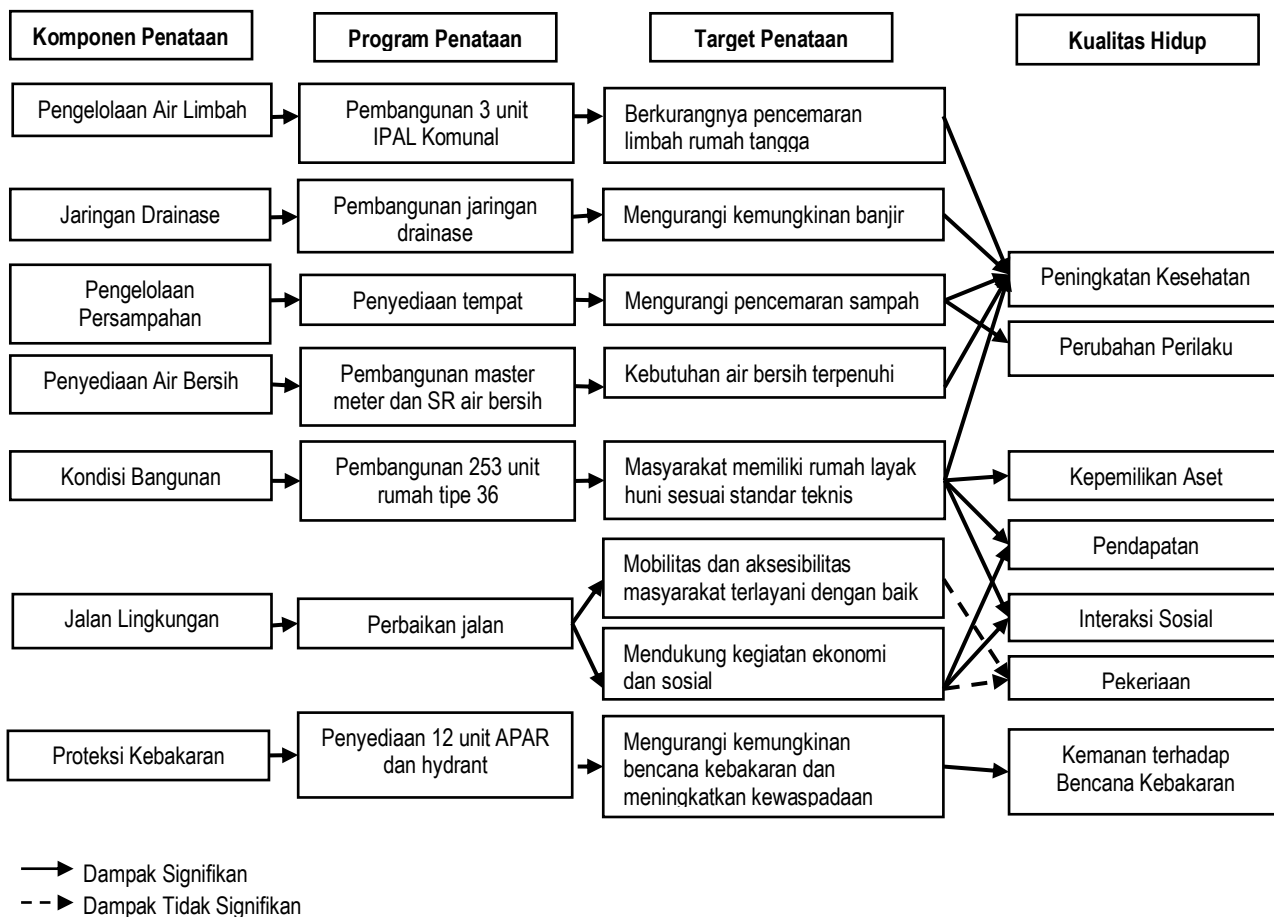 Komponen Penataan
Program Penataan
Target Penataan
Kualitas Hidup
Pengelolaan Air Limbah
Pembangunan 3 unit
IPAL Komunal
Berkurangnya pencemaran
limbah rumah tangga
Jaringan Drainase
Pembangunan jaringan
drainase
Mengurangi kemungkinan banjir
Peningkatan Kesehatan
Pengelolaan
Persampahan
Penyediaan tempat
Mengurangi pencemaran sampah
Perubahan Perilaku
Penyediaan Air Bersih
Pembangunan master
meter dan SR air bersih
Kebutuhan air bersih terpenuhi
Kondisi Bangunan
Pembangunan 253 unit
rumah tipe 36
Masyarakat memiliki rumah layak
huni sesuai standar teknis
Kepemilikan Aset
Pendapatan
Jalan Lingkungan
Perbaikan jalan
Mobilitas dan aksesibilitas
masyarakat terlayani dengan baik
Mendukung kegiatan ekonomi
dan sosial
Interaksi Sosial
Pekerjaan
Proteksi Kebakaran
Penyediaan 12 unit APAR
dan hydrant
Mengurangi kemungkinan
bencana kebakaran dan
meningkatkan kewaspadaan
Kemanan terhadap
Bencana Kebakaran
Dampak Signifikan
Dampak Tidak Signifikan